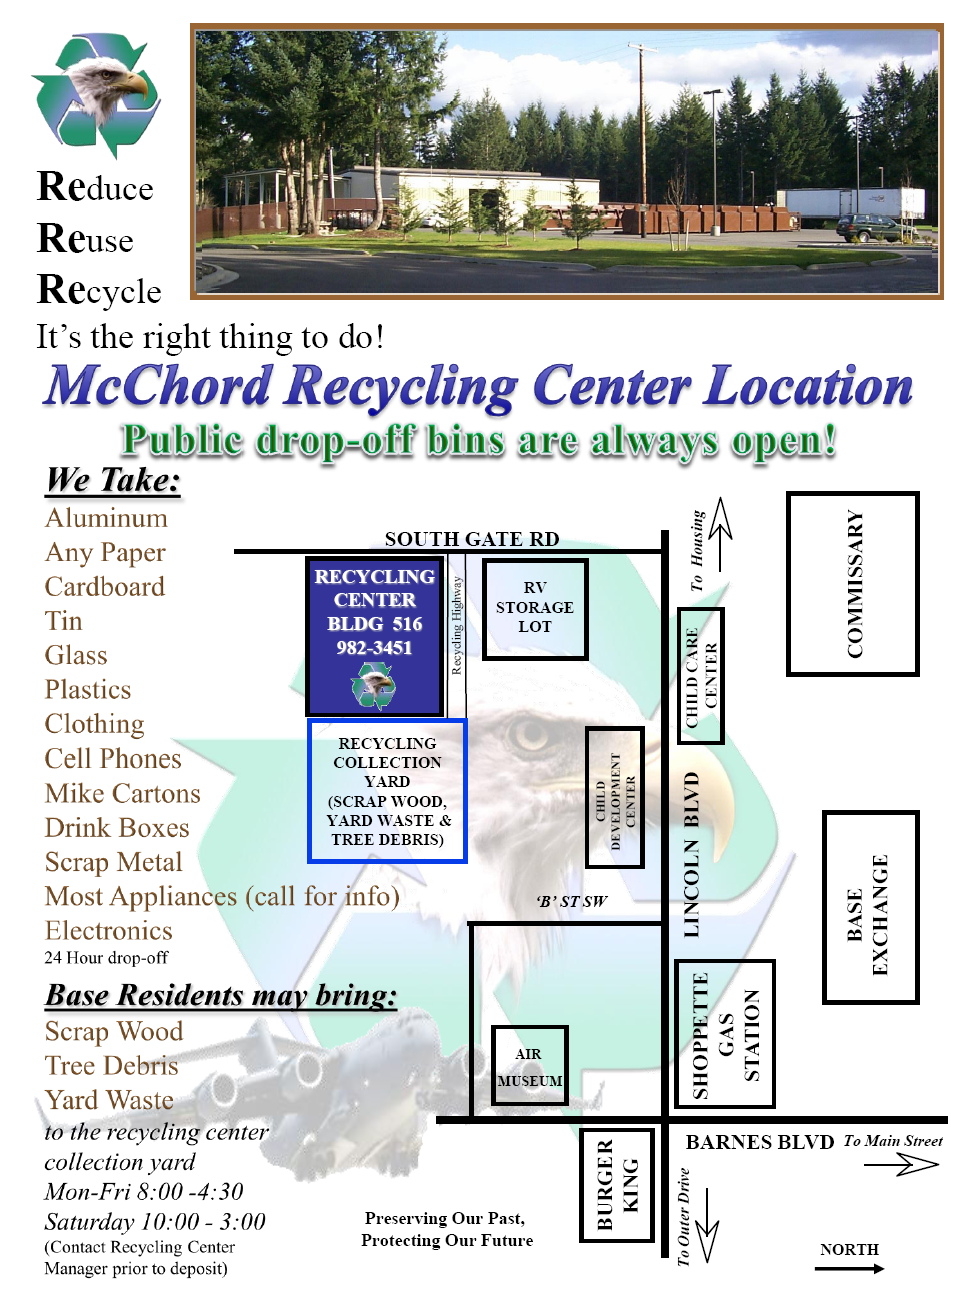 Reduce
Reuse
Recycle
It's the right thing to do!
McChord Recycling Center Location
Public drop-off bins are always open!
We Take:
Aluminum
Any Paper
Cardboard
Tin
Glass
Plastics
Clothing
Cell Phones
Mike Cartons
Drink Boxes
Scrap Metal
Most Appliances (call for info)
Electronics
24 Hour drop-off
Base Residents may bring:
Scrap Wood
Tree Debris
Yard Waste
to the recycling center
collection yard
Mon-Fri 8:00 -4:30
Saturday 10:00 - 3:00
(Contact Recycling Center
Manager prior to deposit)
SOUTH GATE RD
RECYCLING
CENTER
BLDG 516
982-3451
Recycling Highway
RV
STORAGE
LOT
To Housing
COMMISSARY
CHILD CARE
CENTER
RECYCLING
COLLECTION
YARD
(SCRAP WOOD,
YARD WASTE &
TREE DEBRIS)
CHILD
DEVELOPMENT
CENTER
LINCOLN BLVD
BASE
EXCHANGE
'B' ST SW
SHOPPETTE
GAS
STATION
AIR
MUSEUM
BARNES BLVD
To Main Street
BURGER
KING
To Outer Drive
Preserving Our Past,
Protecting Our Future
NORTH